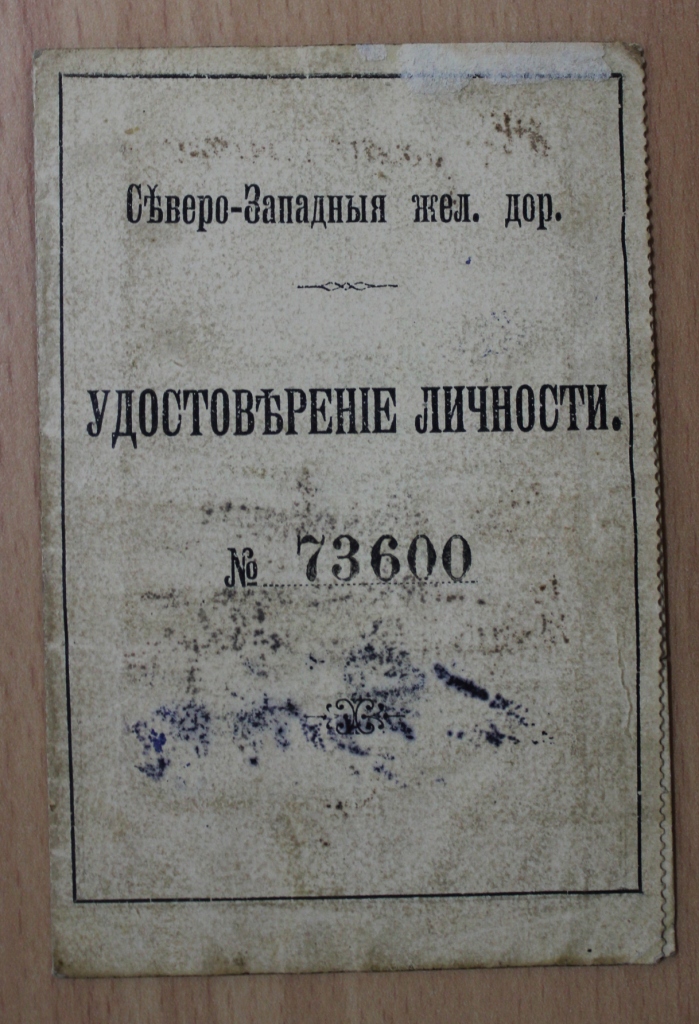 Сѣверо-Западныя жел. дор.
УДОСТОВѢРЕНІЕ ЛИЧНОСТИ.
№ 73600